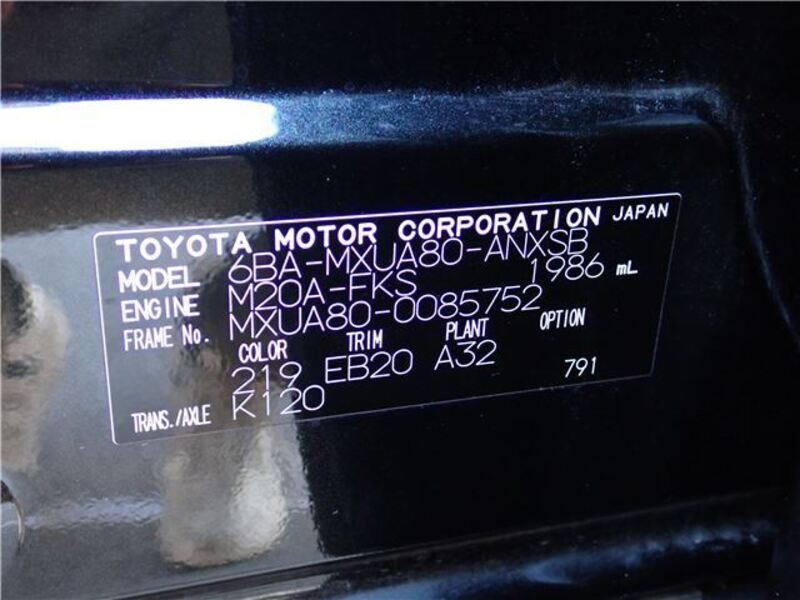 TOYOTA MOTOR CORPORATION JAPAN
MODEL 6BA-MXUA80-ANXSB
ENGINE M20A-FKS 1986 mL
FRAME No. MXUA80-0085752
COLOR TRIM PLANT OPTION
219 EB20 A32 791
TRANS./AXLE K120